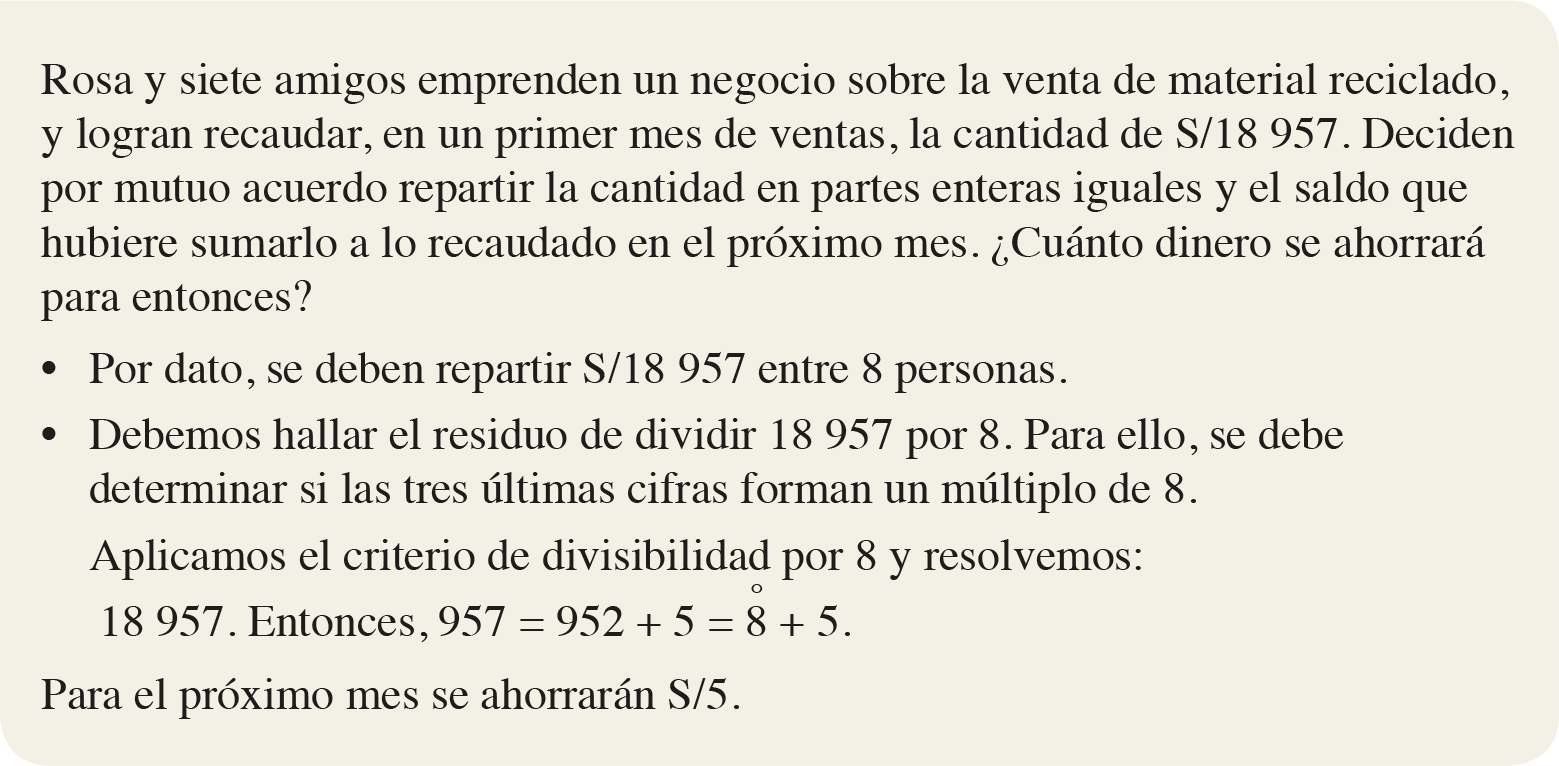 Rosa y siete amigos emprenden un negocio sobre la venta de material reciclado,
y logran recaudar, en un primer mes de ventas, la cantidad de S/18 957. Deciden
por mutuo acuerdo repartir la cantidad en partes enteras iguales y el saldo que
hubiere sumarlo a lo recaudado en el próximo mes. ¿Cuánto dinero se ahorrará
para entonces?
• Por dato, se deben repartir S/18 957 entre 8 personas.
• Debemos hallar el residuo de dividir 18 957 por 8. Para ello, se debe
determinar si las tres últimas cifras forman un múltiplo de 8.
Aplicamos el criterio de divisibilidad por 8 y resolvemos:
18 957. Entonces, 957 = 952 + 5 = 8̊ + 5.
Para el próximo mes se ahorrarán S/5.